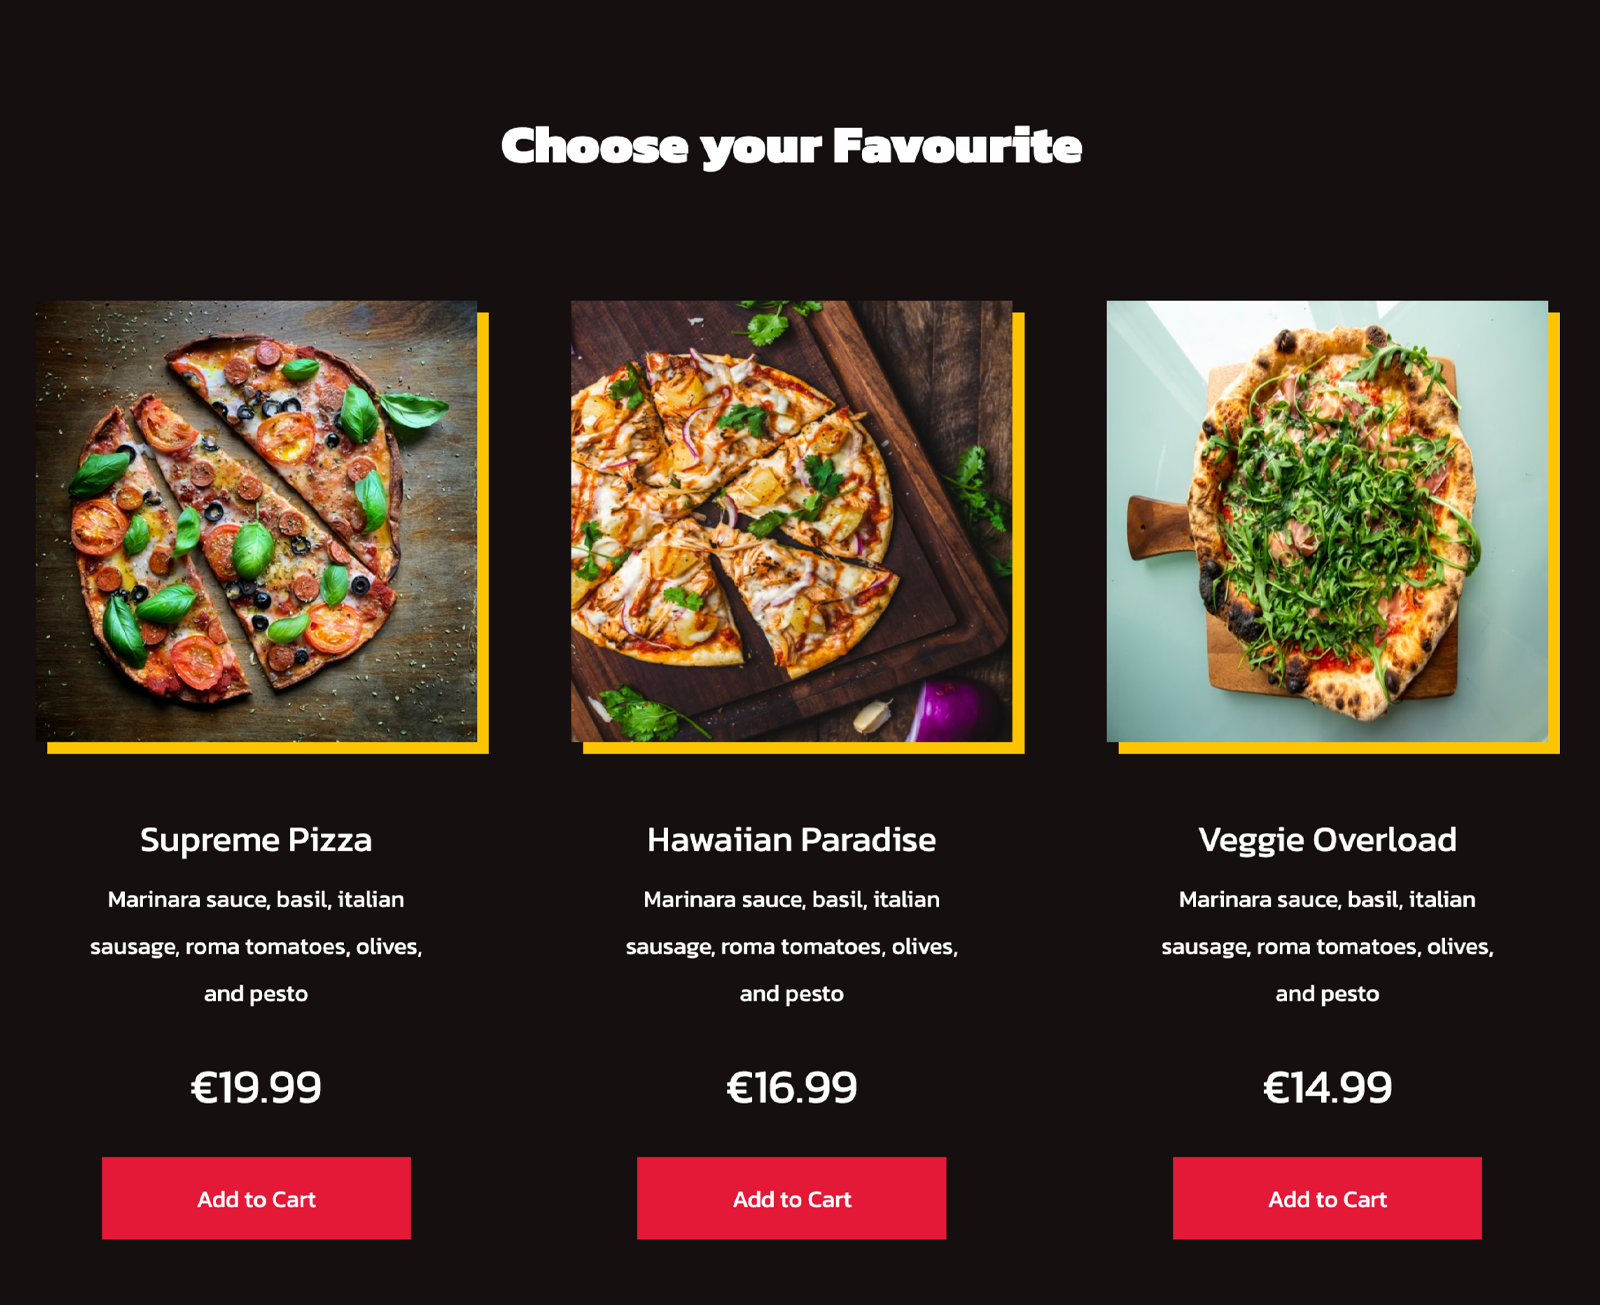 Choose your Favourite
Supreme Pizza
Marinara sauce, basil, italian
sausage, roma tomatoes, olives,
and pesto
€19.99
Add to Cart
Hawaiian Paradise
Marinara sauce, basil, italian
sausage, roma tomatoes, olives,
and pesto
€16.99
Add to Cart
Veggie Overload
Marinara sauce, basil, italian
sausage, roma tomatoes, olives,
and pesto
€14.99
Add to Cart